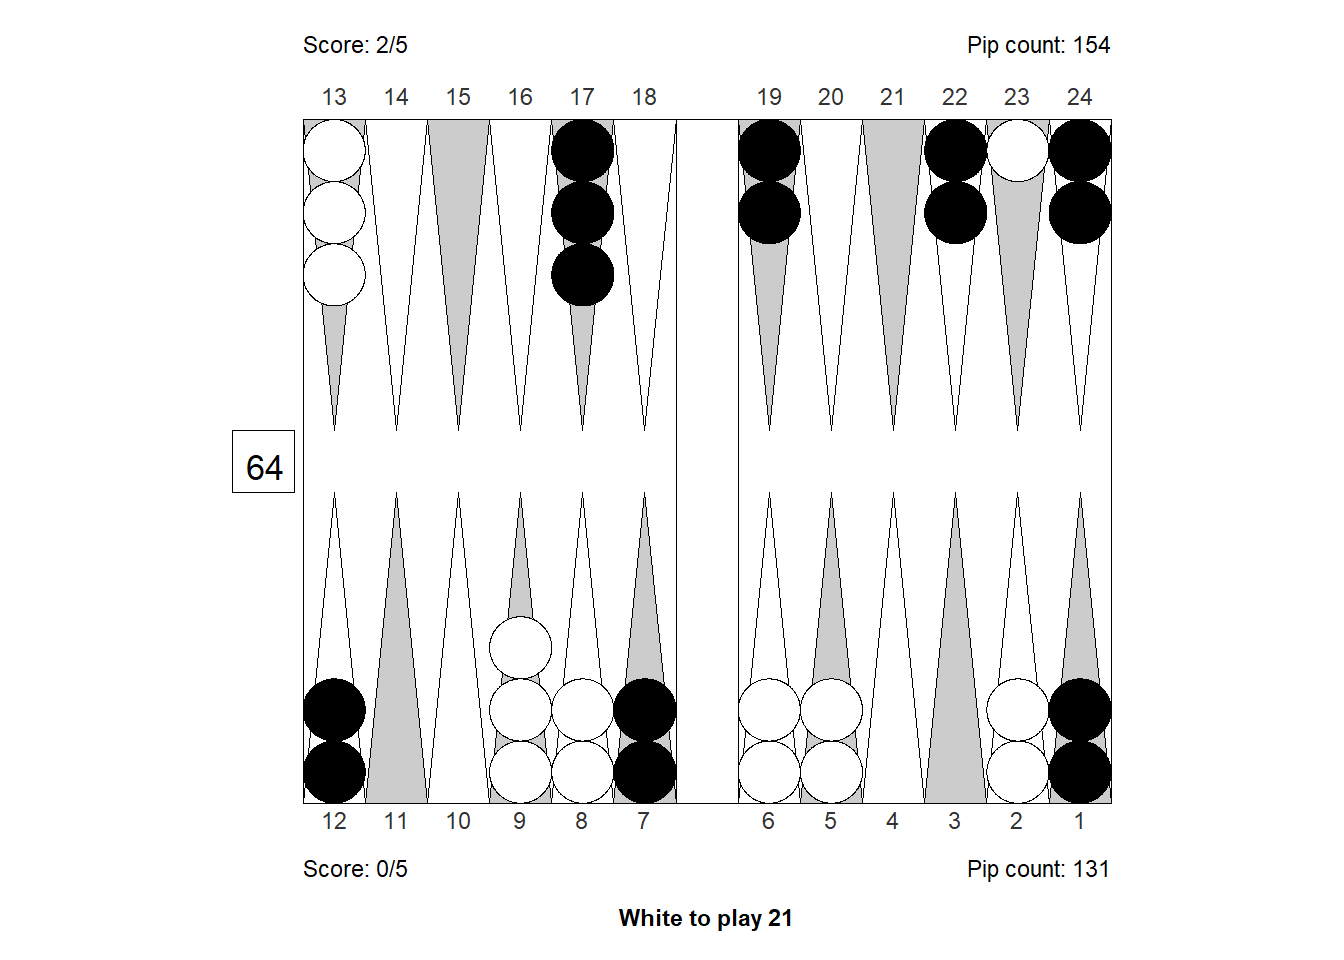 Score: 2/5 Pip count: 154
13 14 15 16 17 18 19 20 21 22 23 24
64
12 11 10 9 8 7 6 5 4 3 2 1
Score: 0/5 Pip count: 131
White to play 21